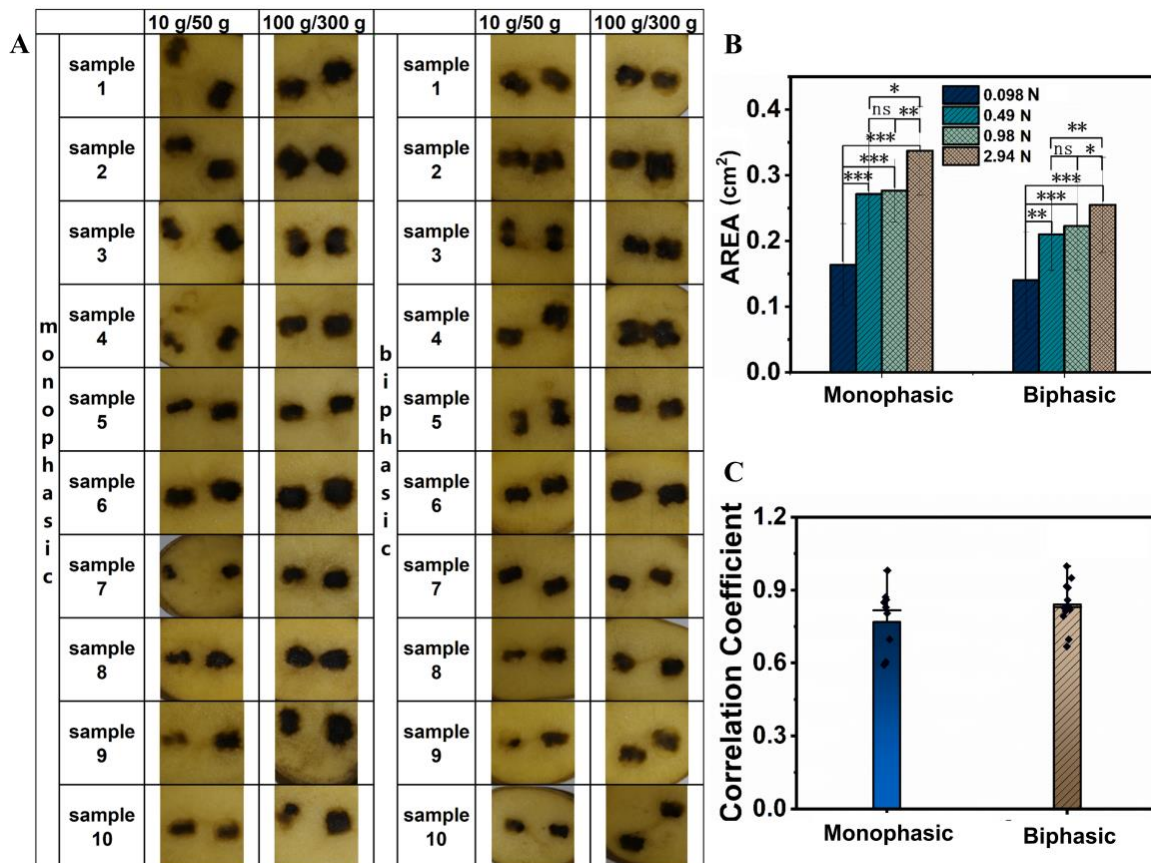 A
10 g/50 g 100 g/300 g 10 g/50 g 100 g/300 g
monophasic
biphasic
sample
1
sample
2
sample
3
sample
4
sample
5
sample
6
sample
7
sample
8
sample
9
sample
10
sample
1
sample
2
sample
3
sample
4
sample
5
sample
6
sample
7
sample
8
sample
9
sample
10
B
AREA (cm²)
0.4
0.3
0.2
0.1
0.0
0.098 N
0.49 N
0.98 N
2.94 N
*
ns **
***
***
***
**
ns *
***
***
**
Monophasic Biphasic
C
Correlation Coefficient
1.2
0.9
0.6
0.3
0.0
Monophasic Biphasic